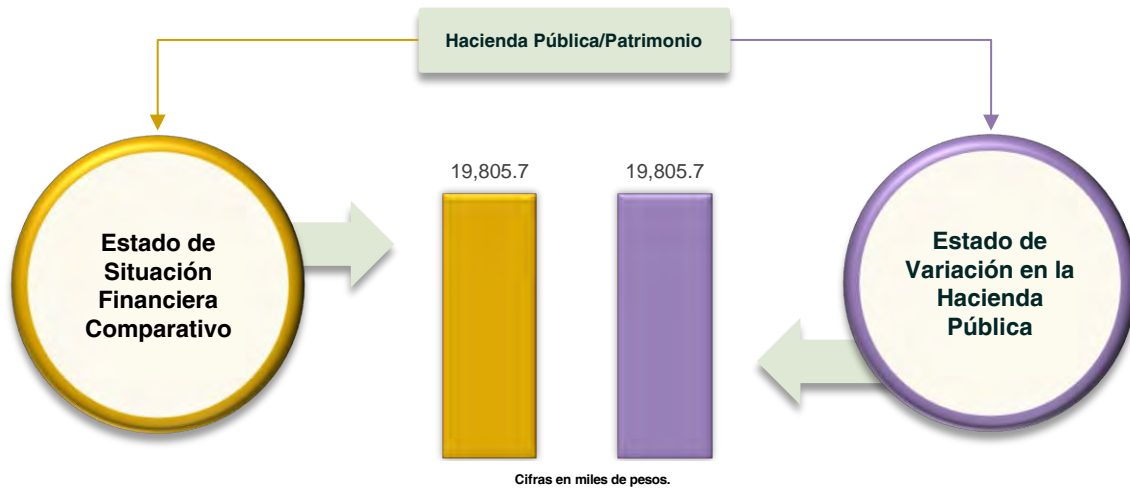 Hacienda Pública/Patrimonio
Estado de
Situación
Financiera
Comparativo
19,805.7
19,805.7
Estado de
Variación en la
Hacienda
Pública
Cifras en miles de pesos.